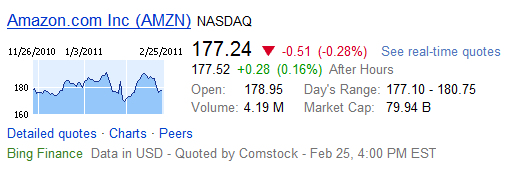 Amazon.com Inc (AMZN) NASDAQ
11/26/2010 1/3/2011 2/25/2011
180
160
177.24 -0.51 (-0.28%) See real-time quotes
177.52 +0.28 (0.16%) After Hours
Open: 178.95 Day's Range: 177.10 - 180.75
Volume: 4.19 M Market Cap: 79.94 B
Detailed quotes · Charts · Peers
Bing Finance Data in USD - Quoted by Comstock - Feb 25, 4:00 PM EST